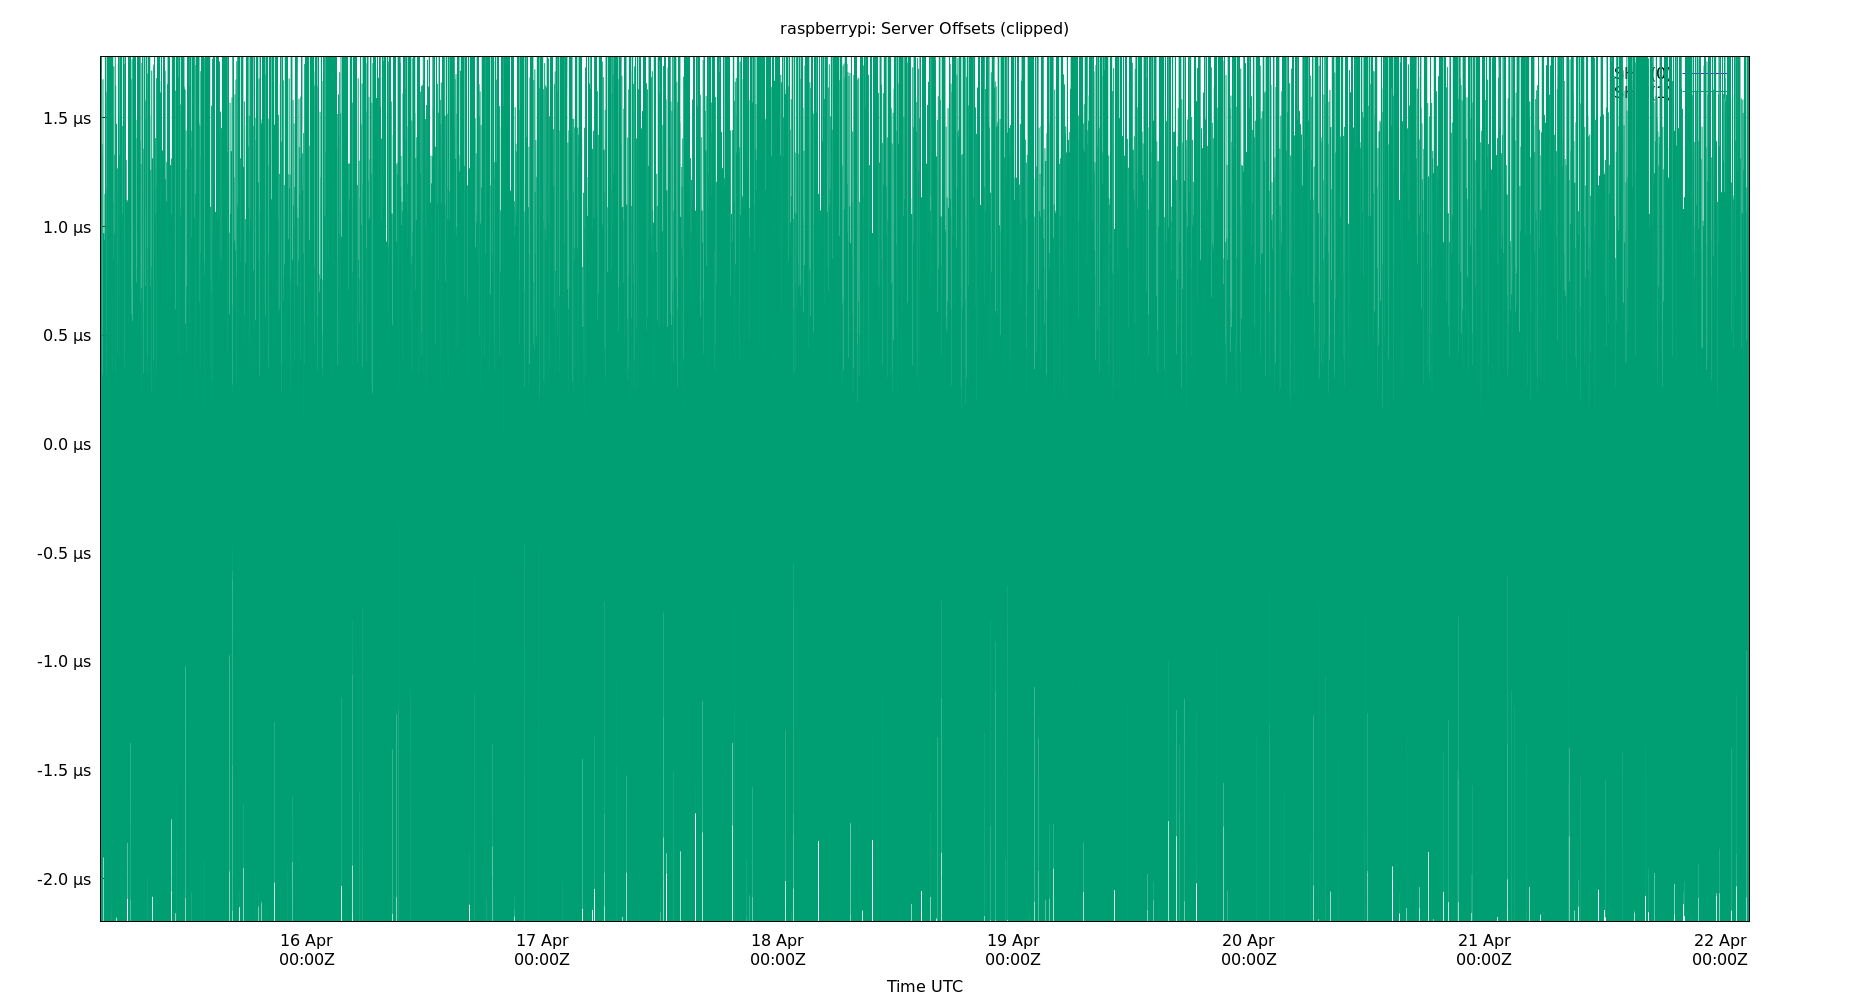 raspberrypi: Server Offsets (clipped)
1.5 µs
1.0 µs
0.5 µs
0.0 µs
-0.5 µs
-1.0 µs
-1.5 µs
-2.0 µs
16 Apr
00:00Z
17 Apr
00:00Z
18 Apr
00:00Z
19 Apr
00:00Z
20 Apr
00:00Z
21 Apr
00:00Z
22 Apr
00:00Z
Time UTC